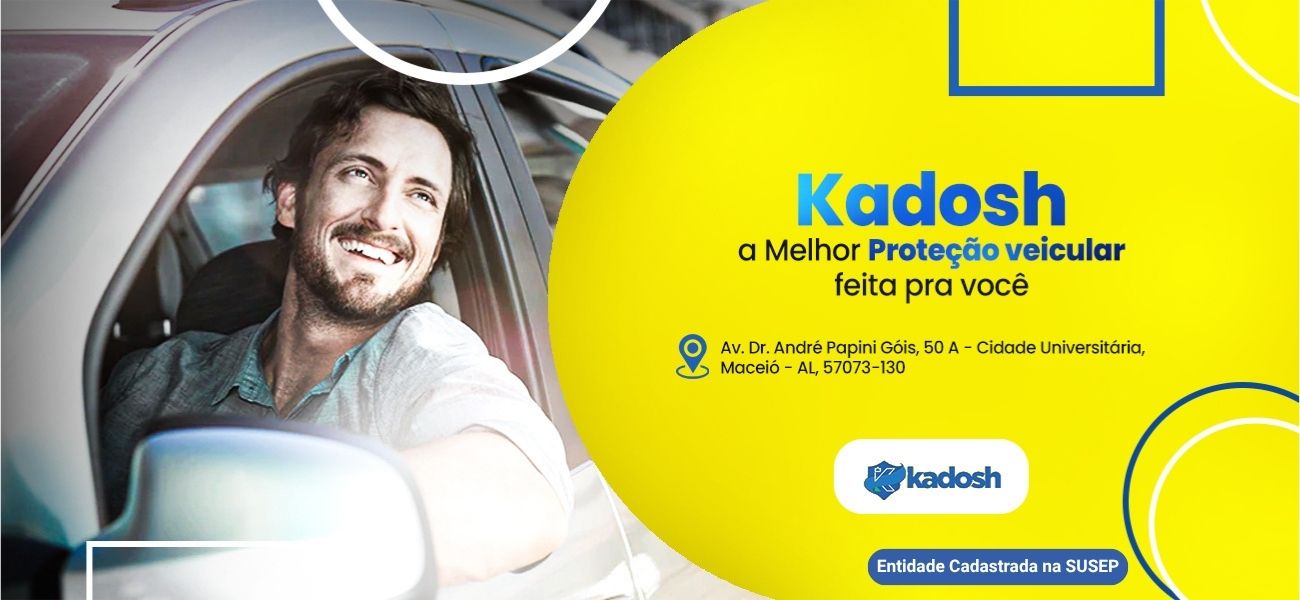 Kadosh
a Melhor Proteção veicular
feita pra você
Av. Dr. André Papini Góis, 50 A - Cidade Universitária,
Maceió - AL, 57073-130
kadosh
Entidade Cadastrada na SUSEP